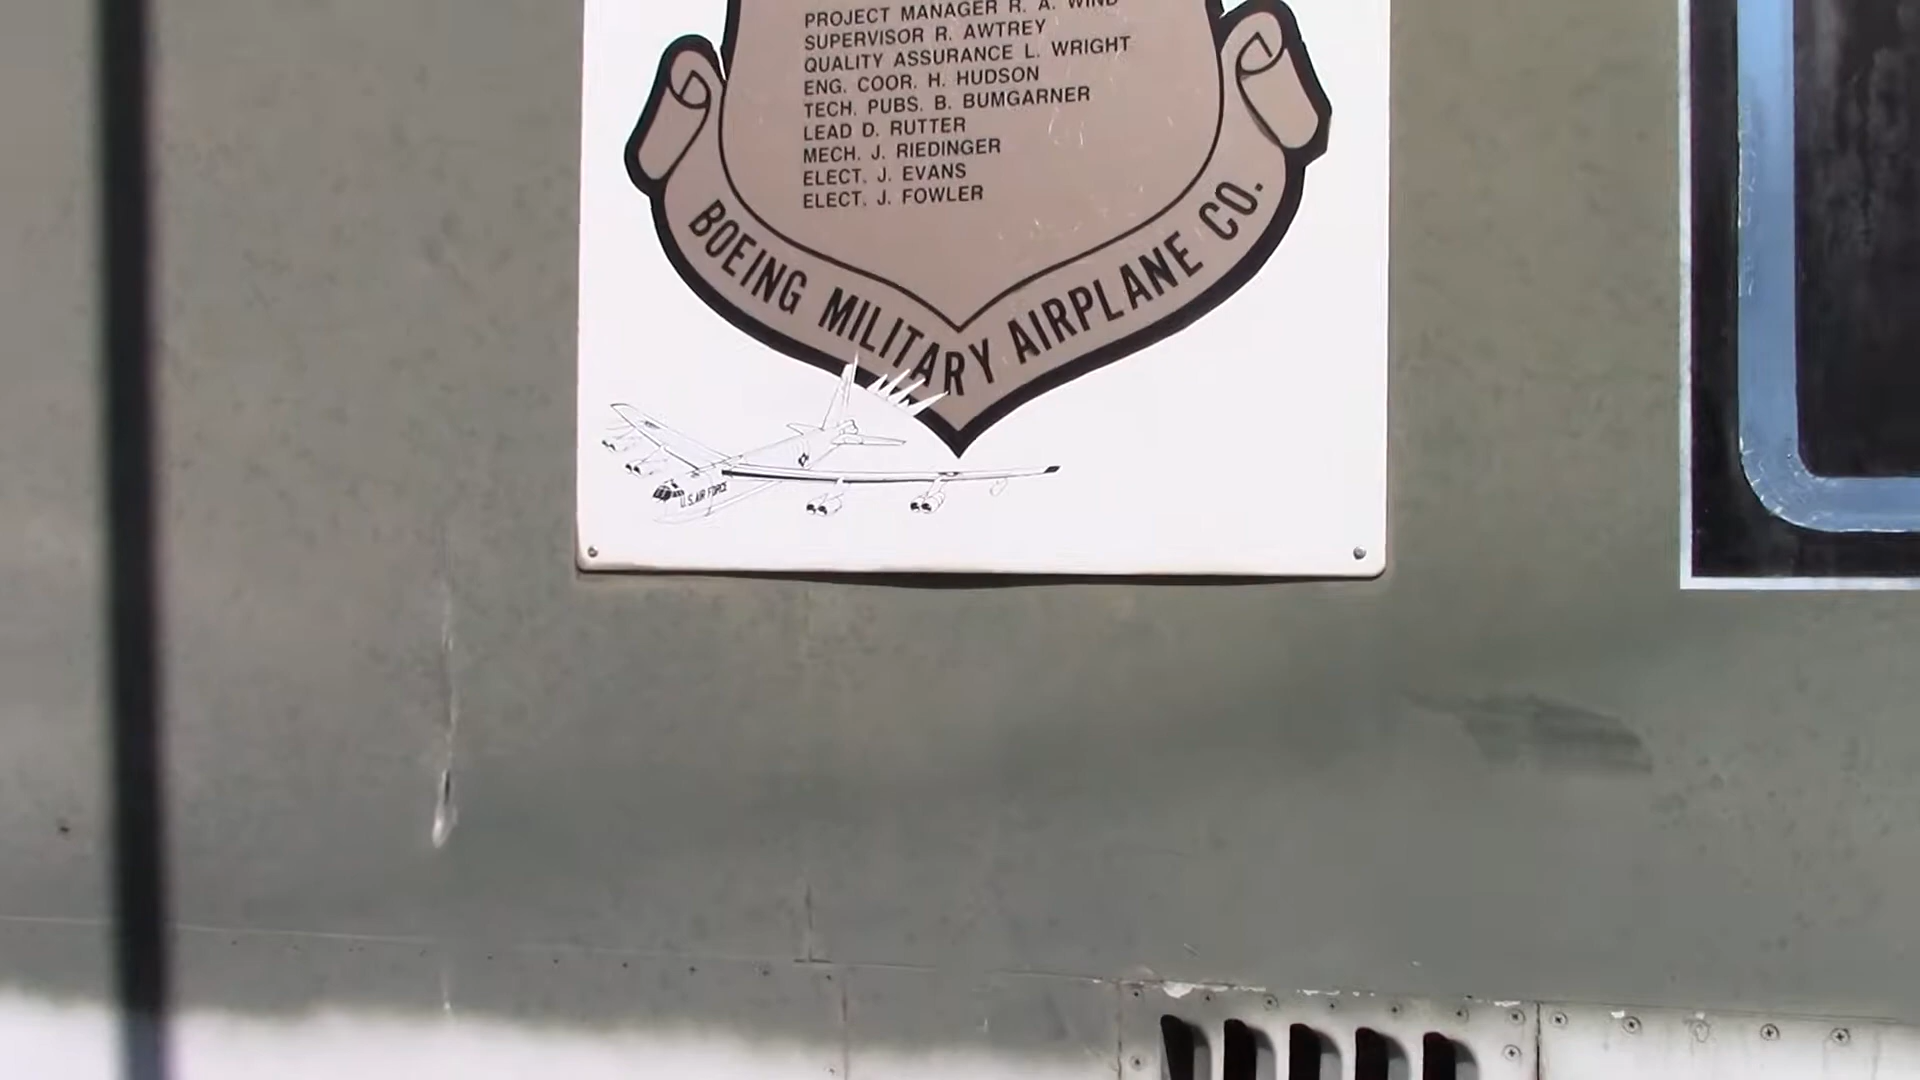 PROJECT MANAGER R. A. WIND
SUPERVISOR R. AWTREY
QUALITY ASSURANCE L. WRIGHT
ENG. COOR. H. HUDSON
TECH. PUBS. B. BUMGARNER
LEAD D. RUTTER
MECH. J. RIEDINGER
ELECT. J. EVANS
ELECT. J. FOWLER
BOEING MILITARY AIRPLANE CO.
U.S. AIR FORCE